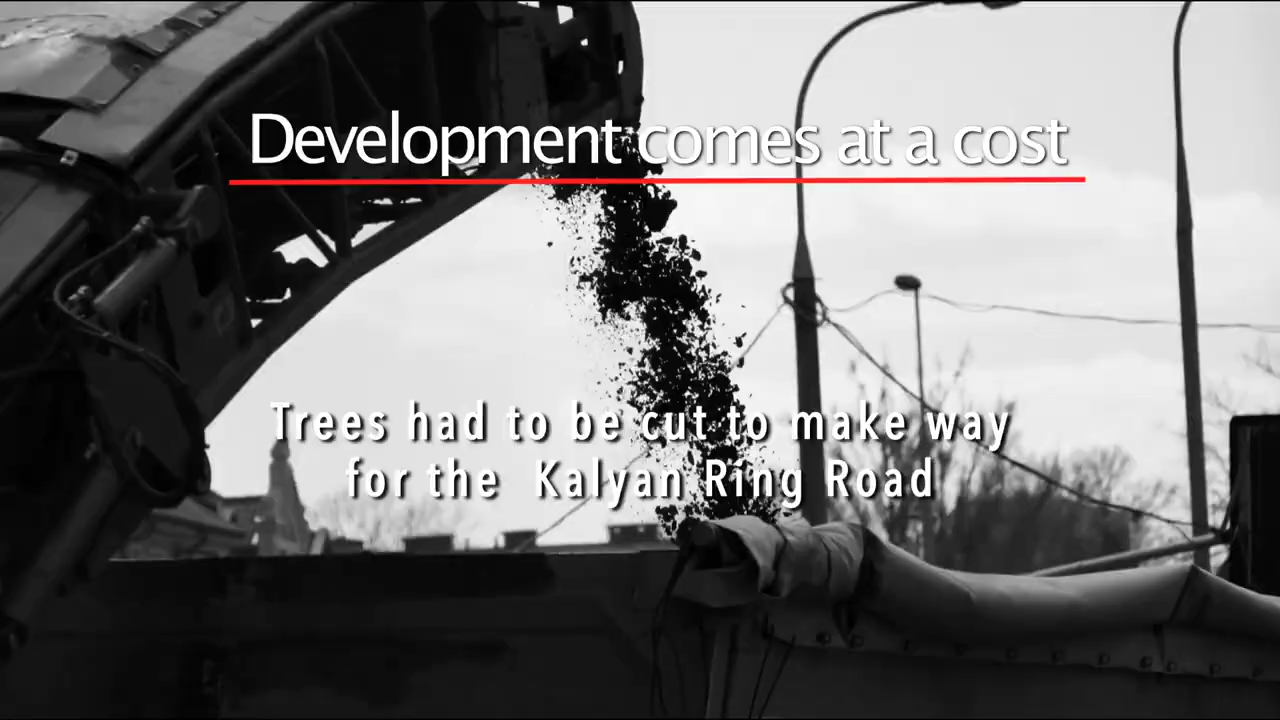 Development comes at a cost
Trees had to be cut to make way
for the Kalyan Ring Road